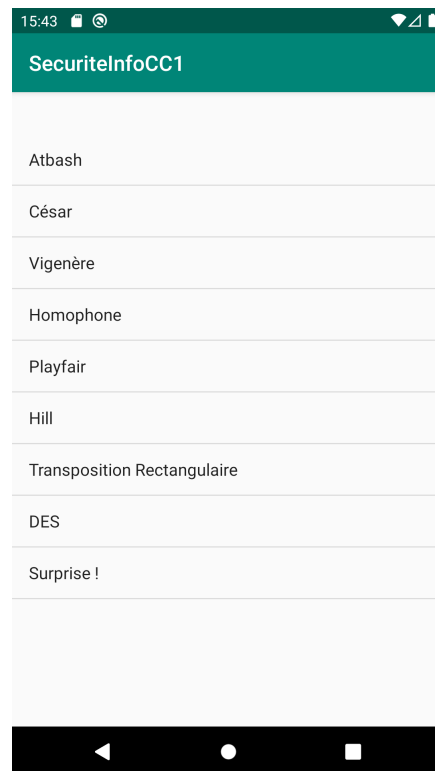 15:43
SecuriteInfoCC1
Atbash
César
Vigenère
Homophone
Playfair
Hill
Transposition Rectangulaire
DES
Surprise !